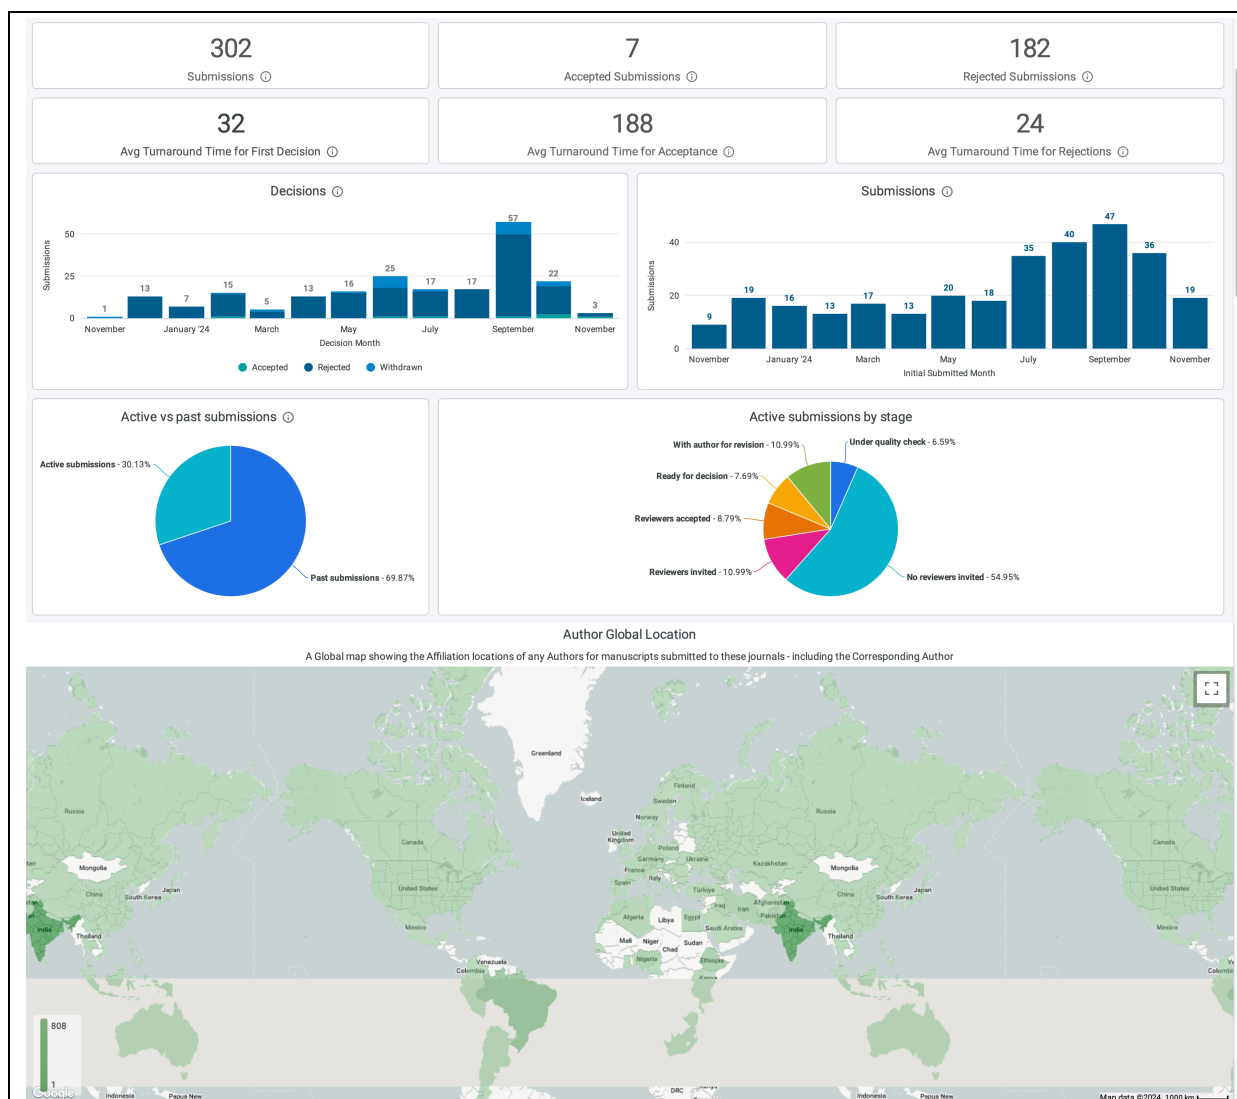 302
Submissions
7
Accepted Submissions
182
Rejected Submissions
32
Avg Turnaround Time for First Decision
188
Avg Turnaround Time for Acceptance
24
Avg Turnaround Time for Rejections
Decisions
Submissions
50
25
0
1
13
7
15
5
13
16
25
17
17
57
22
3
November
January '24
March
May
July
September
November
Decision Month
Accepted
Rejected
Withdrawn
Submissions
Submissions
40
20
0
9
19
16
13
17
13
20
18
35
40
47
36
19
November
January '24
March
May
July
September
November
Initial Submitted Month
Active vs past submissions
Active submissions - 30.13%
Past submissions - 69.87%
Active submissions by stage
With author for revision - 10.99%
Under quality check - 6.59%
Ready for decision - 7.69%
Reviewers accepted - 8.79%
Reviewers invited - 10.99%
No reviewers invited - 54.95%
Author Global Location
A Global map showing the Affiliation locations of any Authors for manuscripts submitted to these journals - including the Corresponding Author
Greenland
Iceland
Finland
Sweden
Norway
Russia
Russia
United
Kingdom
Canada
Canada
Poland
Germany
Ukraine
Kazakhstan
France
Italy
Spain
Mongolia
Mongolia
Türkiye
China
China
Japan
Japan
South Korea
South Korea
United States
United States
Iraq
Iran
Afghanistan
Pakistan
Algeria
Libya
Egypt
Saudi Arabia
India
India
Thailand
Thailand
Mexico
Mexico
Mali
Niger
Chad
Sudan
Nigeria
Ethiopia
Venezuela
Colombia
808
1
Google
Indonesia
Papua New
DRC
Indonesia
Papua New
Map data ©2024
1000 km